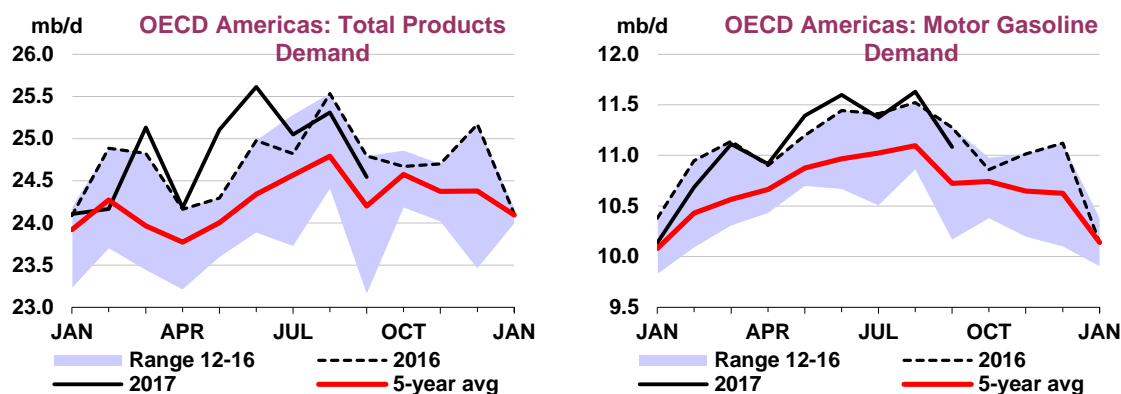 mb/d
OECD Americas: Total Products
Demand
26.0
25.5
25.0
24.5
24.0
23.5
23.0
JAN APR JUL OCT JAN
Range 12-16 2016
2017 5-year avg
mb/d
OECD Americas: Motor Gasoline
Demand
12.0
11.5
11.0
10.5
10.0
9.5
JAN APR JUL OCT JAN
Range 12-16 2016
2017 5-year avg